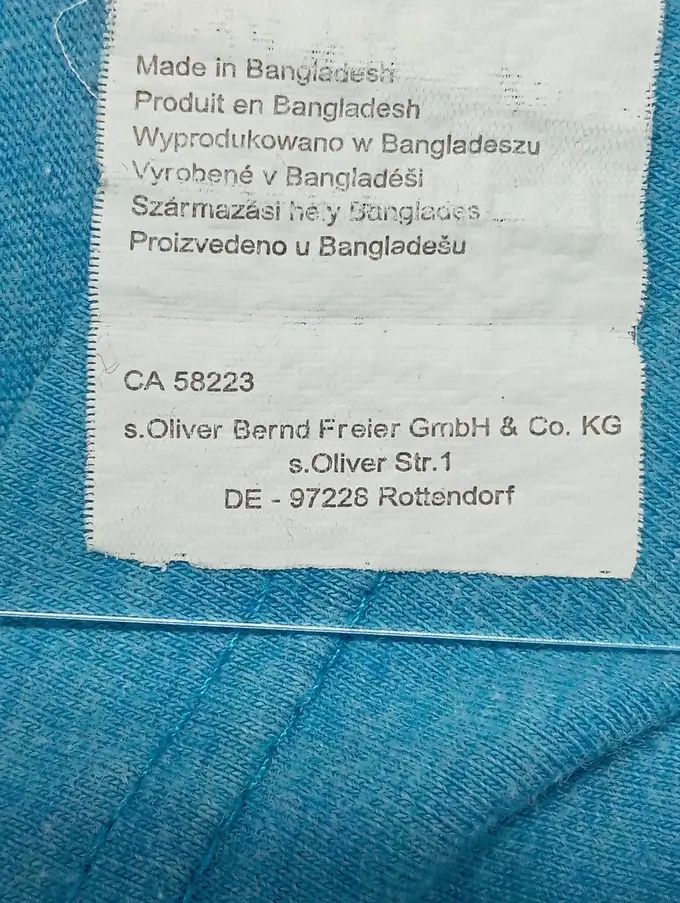 Made in Bangladesh
Produit en Bangladesh
Wyprodukowano w Bangladeszu
Vyrobené v Bangladéši
Származási hely Banglades
Proizvedeno u Bangladešu
CA 58223
s.Oliver Bernd Freier GmbH & Co. KG
s.Oliver Str.1
DE - 97228 Rottendorf